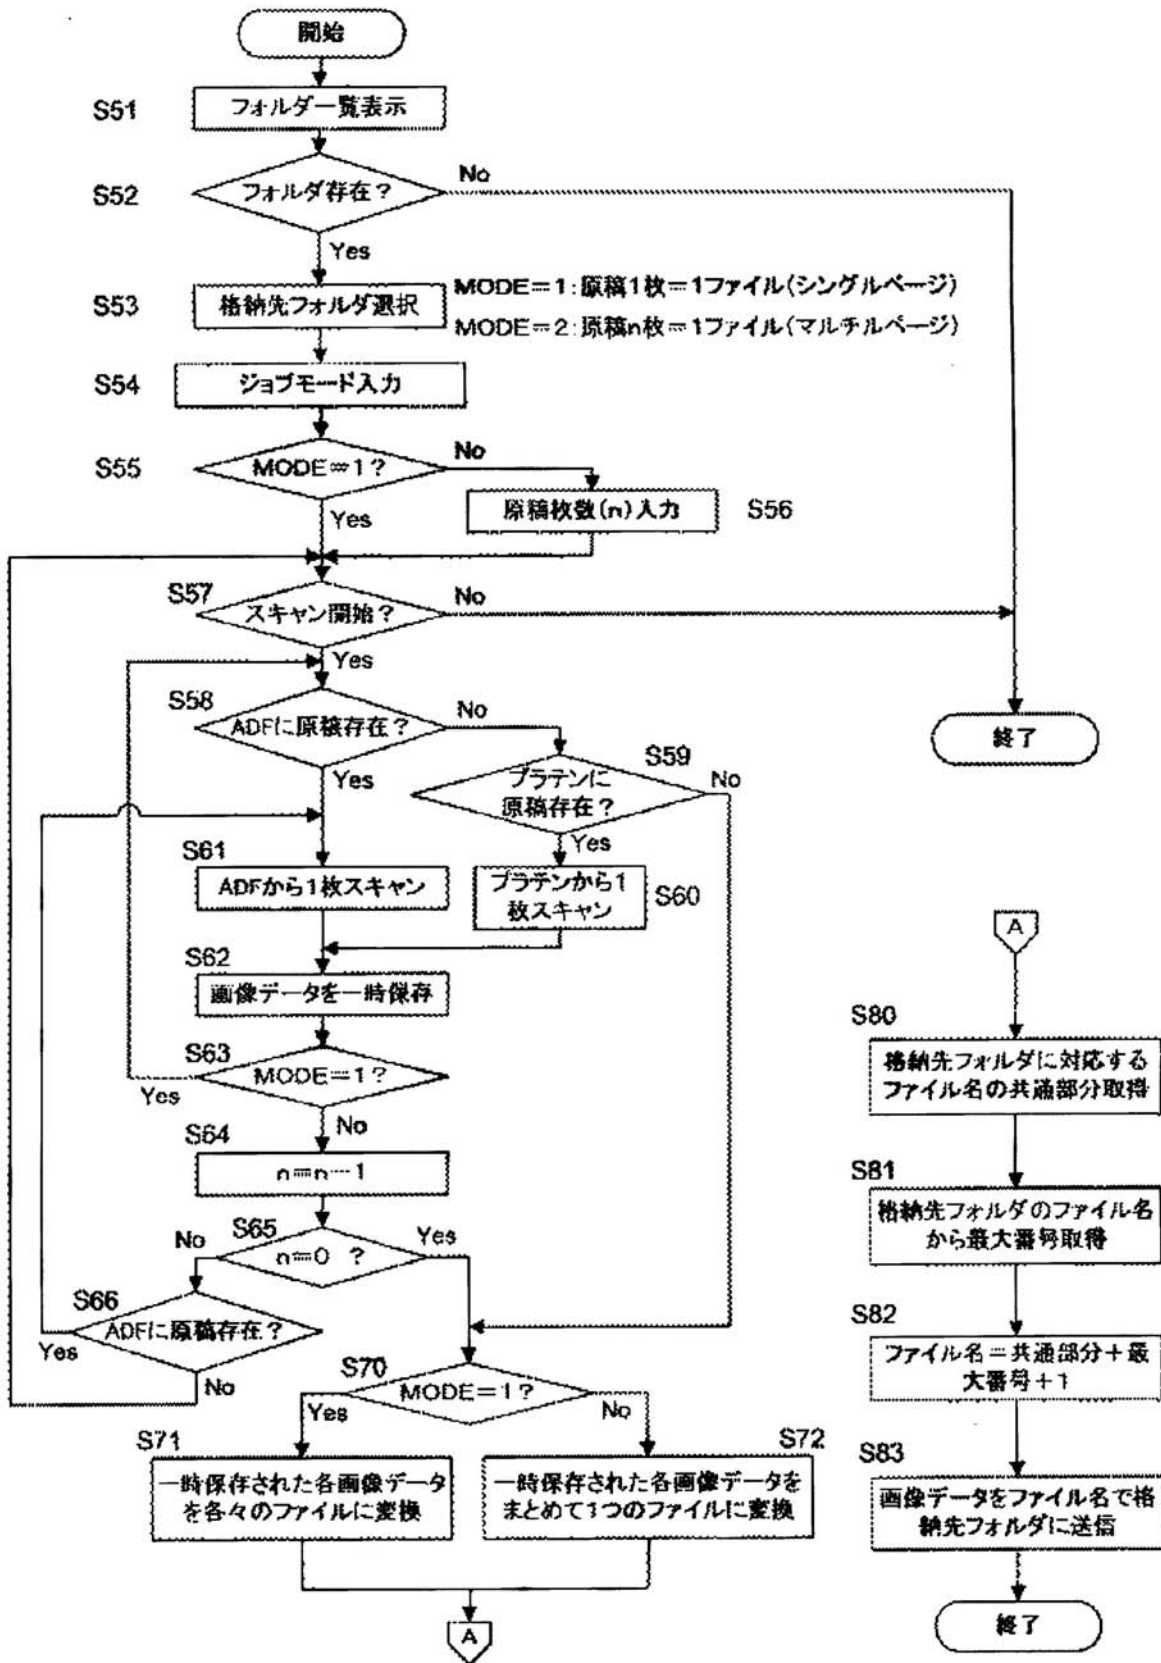 開始
S51
フォルダ一覧表示
S52
フォルダ存在？
No
Yes
S53
格納先フォルダ選択
MODE=1:原稿1枚=1ファイル(シングルページ)
MODE=2:原稿n枚=1ファイル(マルチルページ)
S54
ジョブモード入力
S55
MODE=1？
No
Yes
原稿枚数(n)入力
S56
S57
スキャン開始？
No
Yes
S58
ADFに原稿存在？
No
Yes
S59
プラテンに
原稿存在？
No
Yes
終了
S61
ADFから1枚スキャン
プラテンから1
枚スキャン
S60
S62
画像データを一時保存
S63
MODE=1？
Yes
No
S64
n=n-1
S65
n=0 ？
No
Yes
S66
ADFに原稿存在？
Yes
No
S70
MODE=1？
Yes
No
S71
一時保存された各画像データ
を各々のファイルに変換
S72
一時保存された各画像データを
まとめて1つのファイルに変換
A
A
S80
格納先フォルダに対応する
ファイル名の共通部分取得
S81
格納先フォルダのファイル名
から最大番号取得
S82
ファイル名=共通部分+最
大番号+1
S83
画像データをファイル名で格
納先フォルダに送信
終了